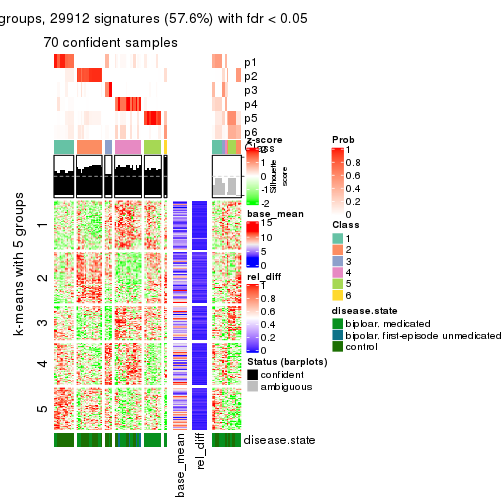 groups, 29912 signatures (57.6%) with fdr < 0.05
70 confident samples
p1
p2
p3
p4
p5
p6
z-score
Class
2
-1
-2
Silhouette
score
k-means with 5 groups
1
2
3
4
5
base_mean
15
10
5
0
rel_diff
1
0.8
0.6
0.4
0.2
0
Status (barplots)
confident
ambiguous
Prob
1
0.8
0.6
0.4
0.2
0
Class
1
2
3
4
5
6
disease.state
bipolar, medicated
bipolar, first-episode unmedicated
control
disease.state
base_mean
rel_diff